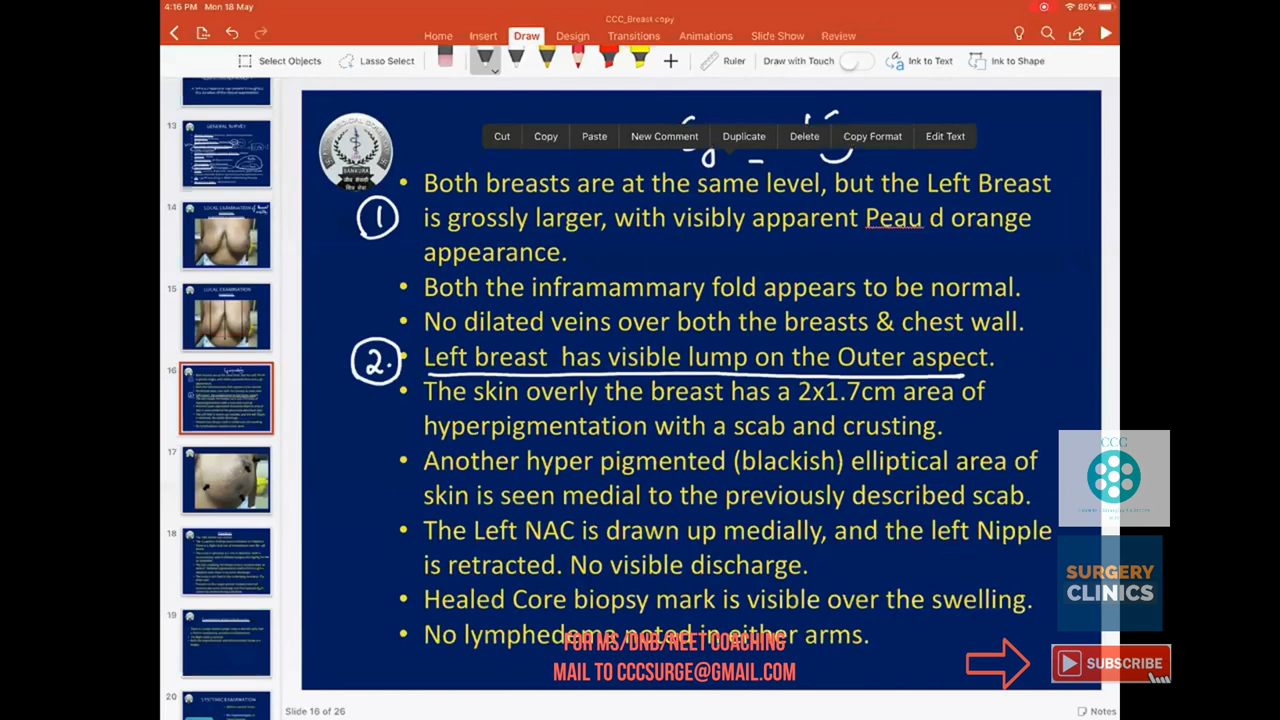 4:16 PM Mon 18 May
86%
CCC_Breast copy
Home Insert Draw Design Transitions Animations Slide Show Review
Select Objects Lasso Select Ruler Draw with Touch Ink to Text Ink to Shape
Cut Copy Paste New Comment Duplicate Delete Copy Format Edit Text
BANKURA
Both breasts are at the same level, but the Left Breast
1 is grossly larger, with visibly apparent Peau d orange
appearance.
• Both the inframammary fold appears to be normal.
• No dilated veins over both the breasts & chest wall.
2. • Left breast has visible lump on the Outer aspect.
• The skin overly the breast has a 2x1.7cm area of
hyperpigmentation with a scab and crusting.
• Another hyper pigmented (blackish) elliptical area of
skin is seen medial to the previously described scab.
• The Left NAC is drawn up medially, and the left Nipple
is retracted. No visible discharge.
• Healed Core biopsy mark is visible over the swelling.
No lymphedema noted in either arms.
13
GENERAL SURVEY
14
LOCAL EXAMINATION
15
LOCAL EXAMINATION
16
17
18
19
20
CCC
SURGERY
CLINICS
FOR MS/DNB/NEET COACHING
MAIL TO CCCSURGE@GMAIL.COM
SUBSCRIBE
Slide 16 of 26
Notes